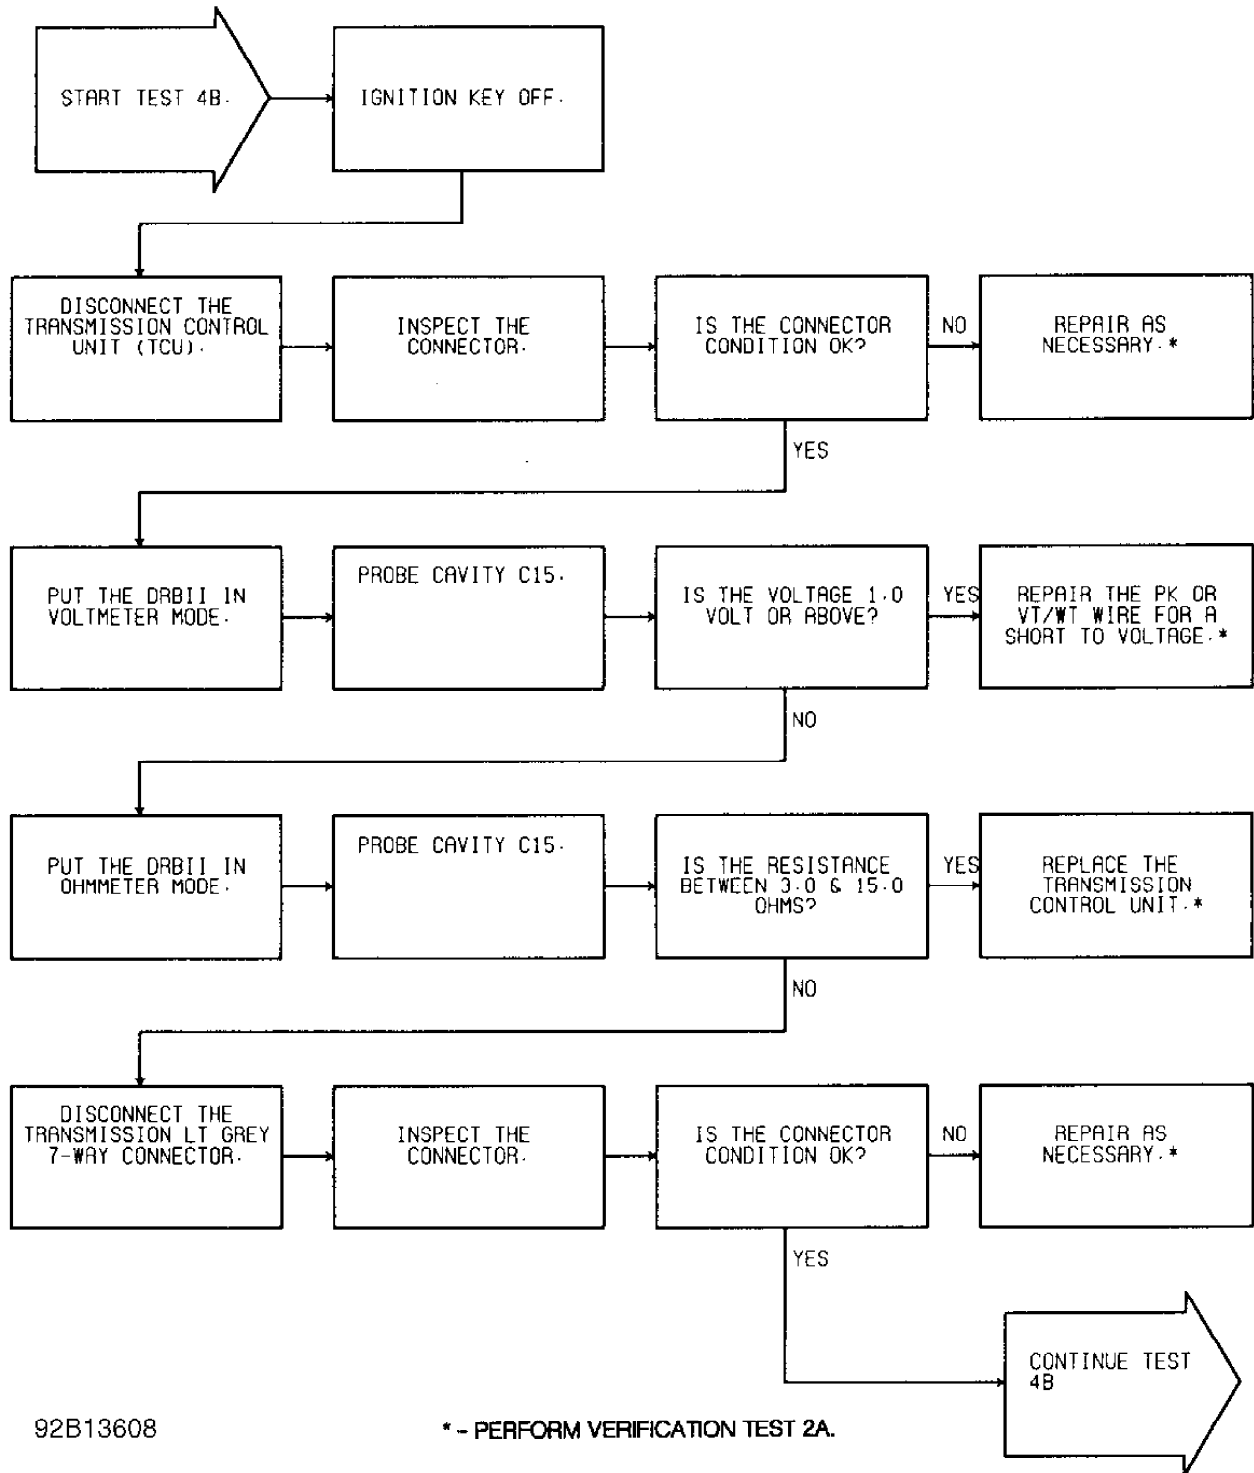 START TEST 4B.
IGNITION KEY OFF.
DISCONNECT THE
TRANSMISSION CONTROL
UNIT (TCU).
INSPECT THE
CONNECTOR.
IS THE CONNECTOR
CONDITION OK?
NO
REPAIR AS
NECESSARY.*
YES
PUT THE DRBII IN
VOLTMETER MODE.
PROBE CAVITY C15.
IS THE VOLTAGE 1.0
VOLT OR ABOVE?
YES
REPAIR THE PK OR
VT/WT WIRE FOR A
SHORT TO VOLTAGE.*
NO
PUT THE DRBII IN
OHMMETER MODE.
PROBE CAVITY C15.
IS THE RESISTANCE
BETWEEN 3.0 & 15.0
OHMS?
YES
REPLACE THE
TRANSMISSION
CONTROL UNIT.*
NO
DISCONNECT THE
TRANSMISSION LT GREY
7-WAY CONNECTOR.
INSPECT THE
CONNECTOR.
IS THE CONNECTOR
CONDITION OK?
NO
REPAIR AS
NECESSARY.*
YES
CONTINUE TEST
4B
92B13608
* - PERFORM VERIFICATION TEST 2A.